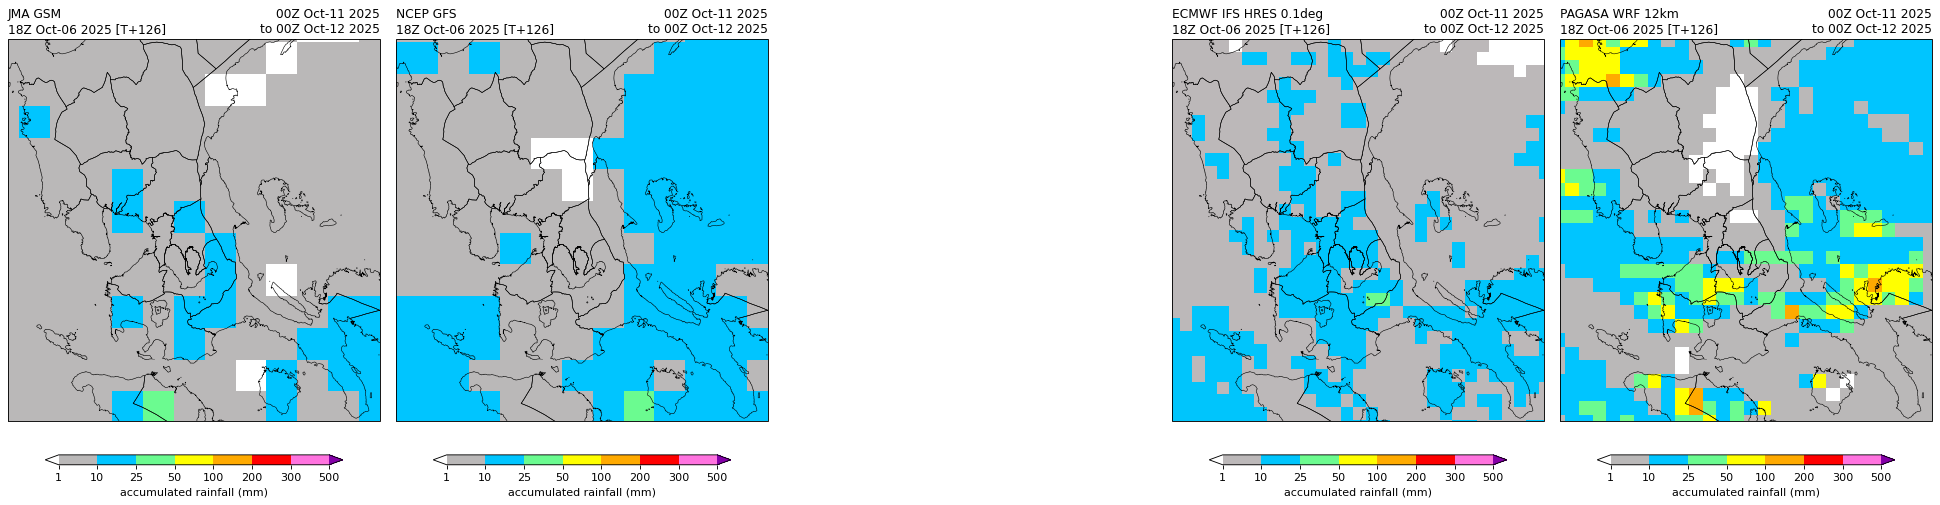 JMA GSM 00Z Oct-11 2025
18Z Oct-06 2025 [T+126] to 00Z Oct-12 2025
NCEP GFS 00Z Oct-11 2025
18Z Oct-06 2025 [T+126] to 00Z Oct-12 2025
ECMWF IFS HRES 0.1deg 00Z Oct-11 2025
18Z Oct-06 2025 [T+126] to 00Z Oct-12 2025
PAGASA WRF 12km 00Z Oct-11 2025
18Z Oct-06 2025 [T+126] to 00Z Oct-12 2025
1 10 25 50 100 200 300 500
accumulated rainfall (mm)
1 10 25 50 100 200 300 500
accumulated rainfall (mm)
1 10 25 50 100 200 300 500
accumulated rainfall (mm)
1 10 25 50 100 200 300 500
accumulated rainfall (mm)